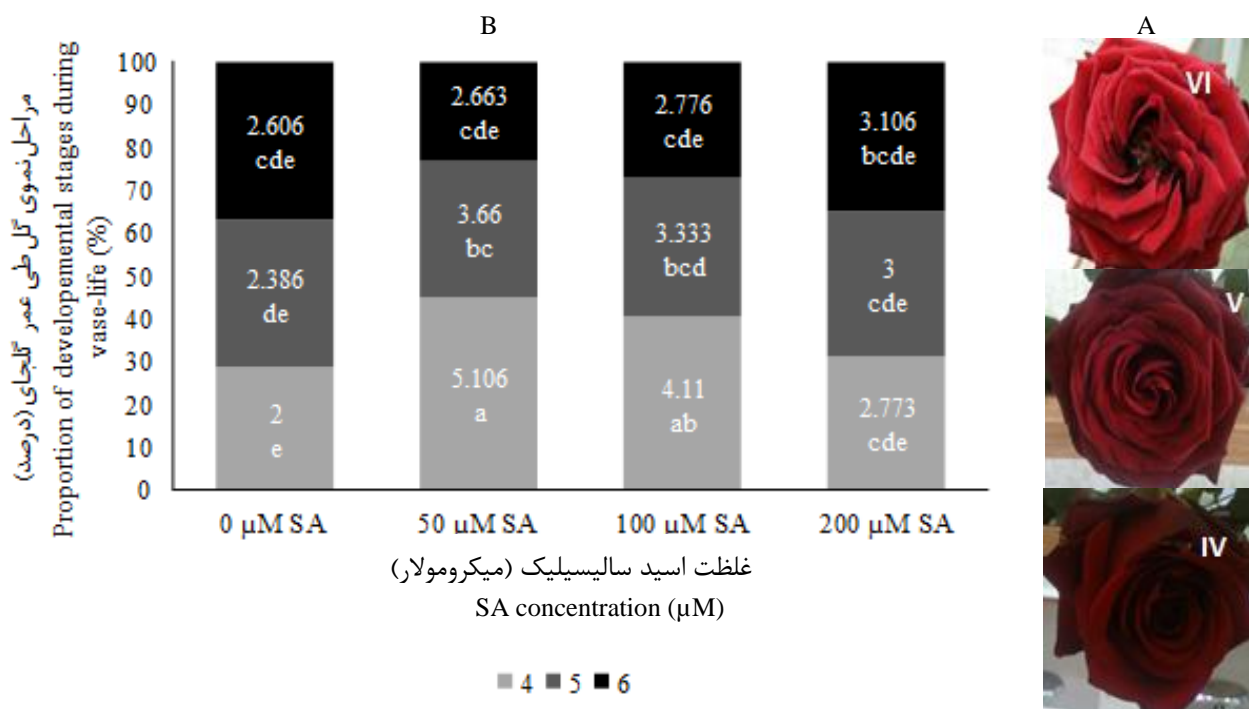 B
A
مراحل نموی گل طی عمر گلجای (درصد)
Proportion of developemental stages during
vase-life (%)
100
90
80
70
60
50
40
30
20
10
0
2.606
cde
2.386
de
2
e
2.663
cde
3.66
bc
5.106
a
2.776
cde
3.333
bcd
4.11
ab
3.106
bcde
3
cde
2.773
cde
0 µM SA
50 µM SA
100 µM SA
200 µM SA
غلظت اسید سالیسیلیک (میکرومولار)
SA concentration (µM)
4 5 6
VI
V
IV